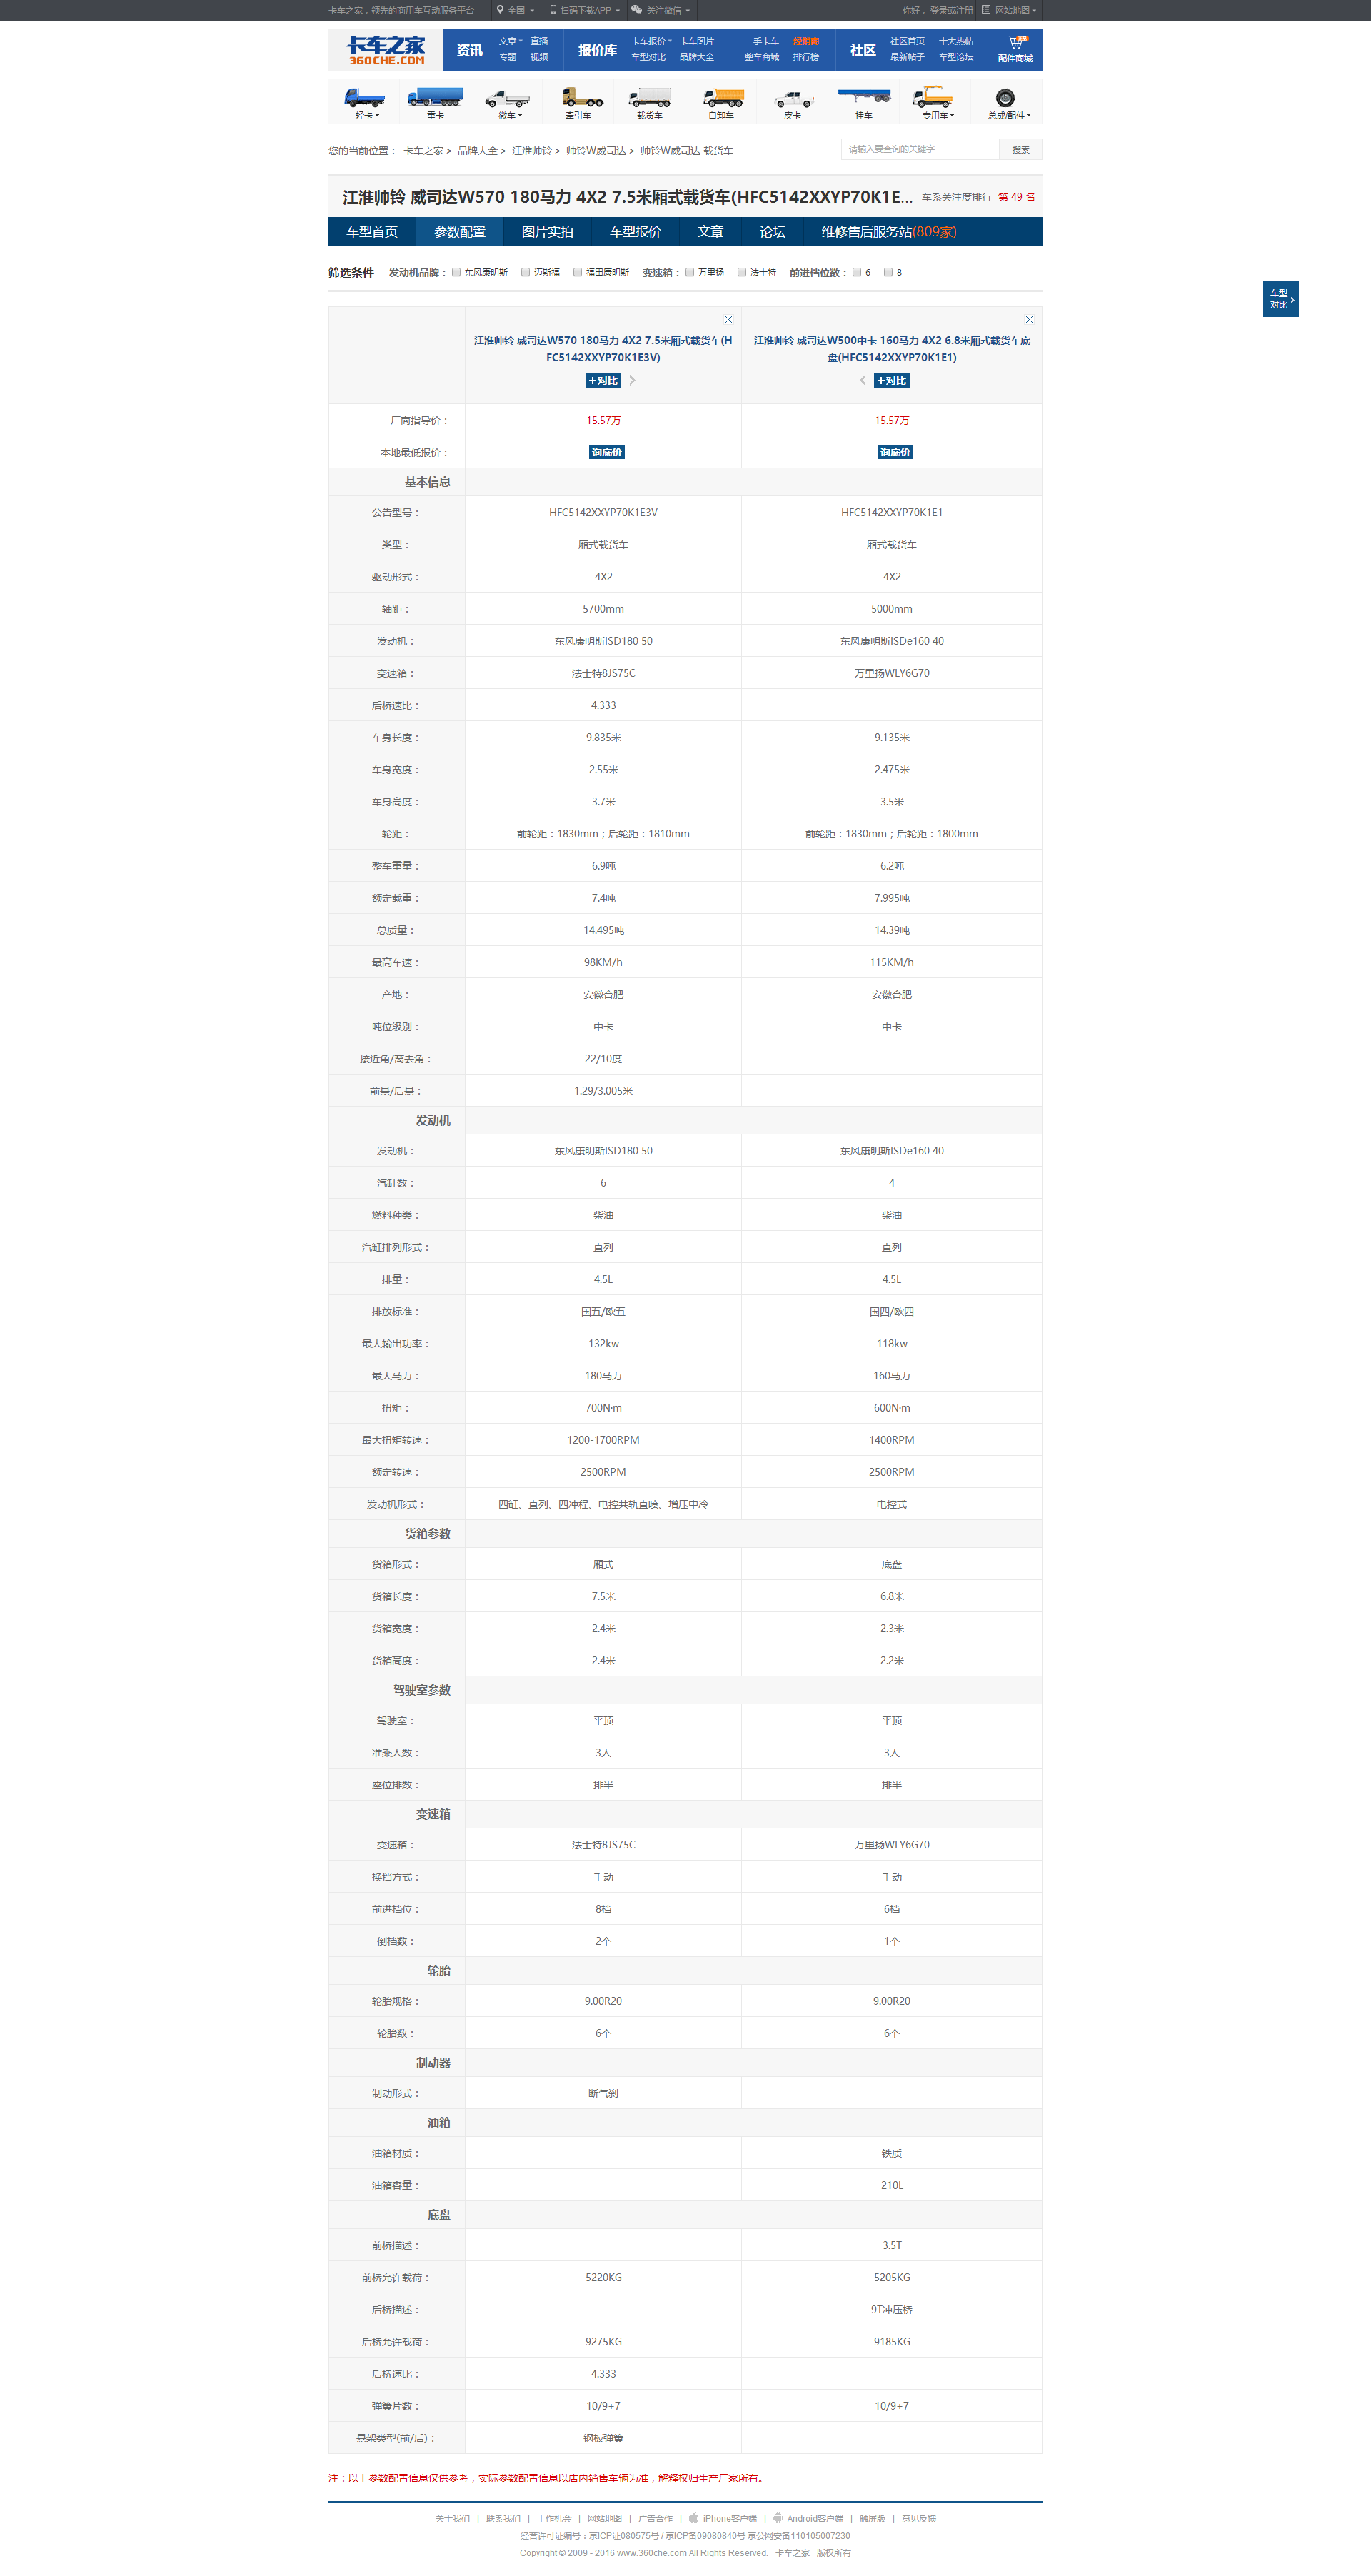 卡车之家，领先的商用车互动服务平台 全国 扫码下载APP 关注微信 你好，登录或注册 网站地图
卡车之家
360CHE.COM
资讯 文章 直播 报价库 卡车报价 卡车图片 二手卡车 经销商 社区 社区首页 十大热帖
专题 视频 车型对比 品牌大全 整车商城 排行榜 最新帖子 车型论坛 配件商城
轻卡 重卡 微车 牵引车 载货车 自卸车 皮卡 挂车 专用车 总成/配件
您的当前位置： 卡车之家 > 品牌大全 > 江淮帅铃 > 帅铃W威司达 > 帅铃W威司达 载货车 请输入要查询的关键字 搜索
江淮帅铃 威司达W570 180马力 4X2 7.5米厢式载货车(HFC5142XXYP70K1E... 车系关注度排行 第 49 名
车型首页 参数配置 图片实拍 车型报价 文章 论坛 维修售后服务站(809家)
筛选条件 发动机品牌： 东风康明斯 迈斯福 福田康明斯 变速箱： 万里扬 法士特 前进档位数： 6 8
车型
对比
江淮帅铃 威司达W570 180马力 4X2 7.5米厢式载货车(H
FC5142XXYP70K1E3V)
+对比
江淮帅铃 威司达W500中卡 160马力 4X2 6.8米厢式载货车底
盘(HFC5142XXYP70K1E1)
+对比
厂商指导价： 15.57万 15.57万
本地最低报价： 询底价 询底价
基本信息
公告型号： HFC5142XXYP70K1E3V HFC5142XXYP70K1E1
类型： 厢式载货车 厢式载货车
驱动形式： 4X2 4X2
轴距： 5700mm 5000mm
发动机： 东风康明斯ISD180 50 东风康明斯ISDe160 40
变速箱： 法士特8JS75C 万里扬WLY6G70
后桥速比： 4.333
车身长度： 9.835米 9.135米
车身宽度： 2.55米 2.475米
车身高度： 3.7米 3.5米
轮距： 前轮距：1830mm；后轮距：1810mm 前轮距：1830mm；后轮距：1800mm
整车重量： 6.9吨 6.2吨
额定载重： 7.4吨 7.995吨
总质量： 14.495吨 14.39吨
最高车速： 98KM/h 115KM/h
产地： 安徽合肥 安徽合肥
吨位级别： 中卡 中卡
接近角/离去角： 22/10度
前悬/后悬： 1.29/3.005米
发动机
发动机： 东风康明斯ISD180 50 东风康明斯ISDe160 40
汽缸数： 6 4
燃料种类： 柴油 柴油
汽缸排列形式： 直列 直列
排量： 4.5L 4.5L
排放标准： 国五/欧五 国四/欧四
最大输出功率： 132kw 118kw
最大马力： 180马力 160马力
扭矩： 700N·m 600N·m
最大扭矩转速： 1200-1700RPM 1400RPM
额定转速： 2500RPM 2500RPM
发动机形式： 四缸、直列、四冲程、电控共轨直喷、增压中冷 电控式
货箱参数
货箱形式： 厢式 底盘
货箱长度： 7.5米 6.8米
货箱宽度： 2.4米 2.3米
货箱高度： 2.4米 2.2米
驾驶室参数
驾驶室： 平顶 平顶
准乘人数： 3人 3人
座位排数： 排半 排半
变速箱
变速箱： 法士特8JS75C 万里扬WLY6G70
换挡方式： 手动 手动
前进档位： 8档 6档
倒档数： 2个 1个
轮胎
轮胎规格： 9.00R20 9.00R20
轮胎数： 6个 6个
制动器
制动形式： 断气刹
油箱
油箱材质： 铁质
油箱容量： 210L
底盘
前桥描述： 3.5T
前桥允许载荷： 5220KG 5205KG
后桥描述： 9T冲压桥
后桥允许载荷： 9275KG 9185KG
后桥速比： 4.333
弹簧片数： 10/9+7 10/9+7
悬架类型(前/后)： 钢板弹簧
注：以上参数配置信息仅供参考，实际参数配置信息以店内销售车辆为准，解释权归生产厂家所有。
关于我们 | 联系我们 | 工作机会 | 网站地图 | 广告合作 | iPhone客户端 | Android客户端 | 触屏版 | 意见反馈
经营许可证编号：京ICP证080575号 / 京ICP备09080840号 京公网安备110105007230
Copyright © 2009 - 2016 www.360che.com All Rights Reserved. 卡车之家 版权所有